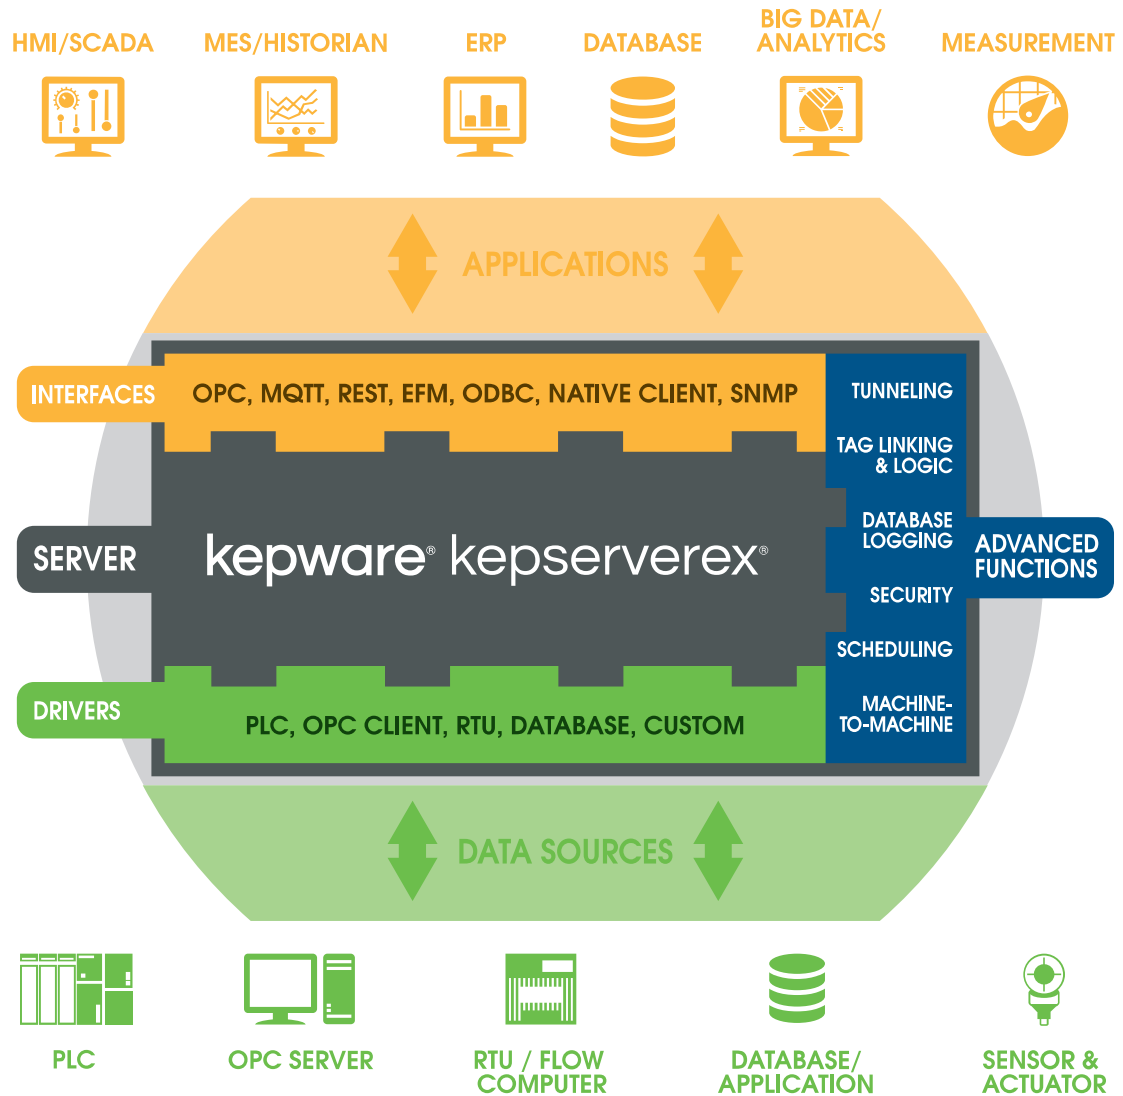 HMI/SCADA
MES/HISTORIAN
ERP
DATABASE
BIG DATA/
ANALYTICS
MEASUREMENT
APPLICATIONS
INTERFACES
OPC, MQTT, REST, EFM, ODBC, NATIVE CLIENT, SNMP
TUNNELING
TAG LINKING
& LOGIC
SERVER
kepware® kepserverex®
DATABASE
LOGGING
ADVANCED
FUNCTIONS
SECURITY
SCHEDULING
DRIVERS
PLC, OPC CLIENT, RTU, DATABASE, CUSTOM
MACHINE-
TO-MACHINE
DATA SOURCES
PLC
OPC SERVER
RTU / FLOW
COMPUTER
DATABASE/
APPLICATION
SENSOR &
ACTUATOR